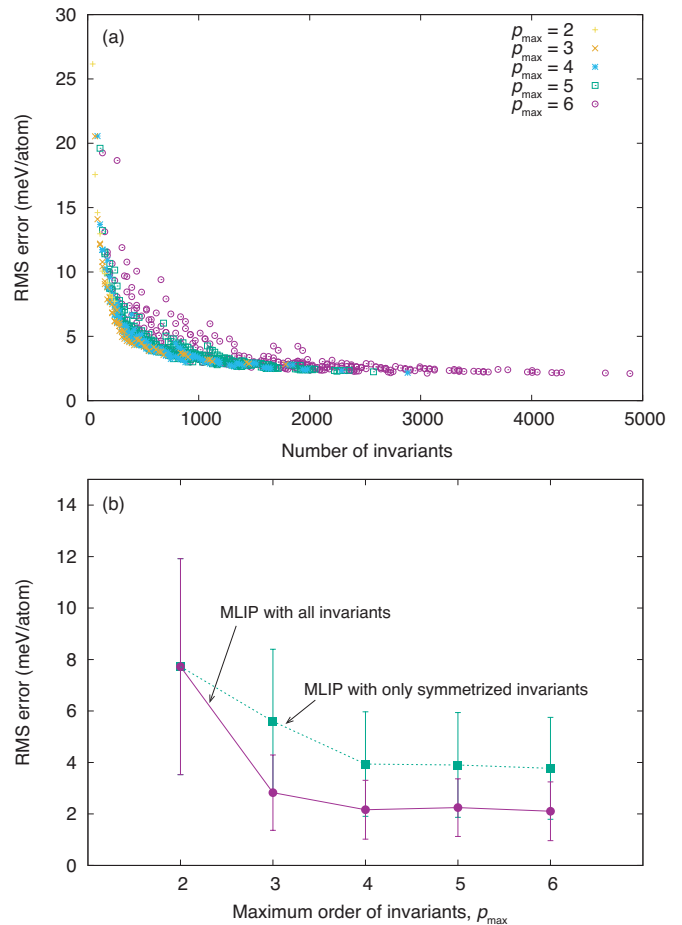 (a)
p_max = 2
p_max = 3
p_max = 4
p_max = 5
p_max = 6
30
25
20
15
10
5
0
RMS error (meV/atom)
0 1000 2000 3000 4000 5000
Number of invariants
(b)
14
12
10
8
6
4
2
0
RMS error (meV/atom)
MLIP with all invariants
MLIP with only symmetrized invariants
2 3 4 5 6
Maximum order of invariants, p_max